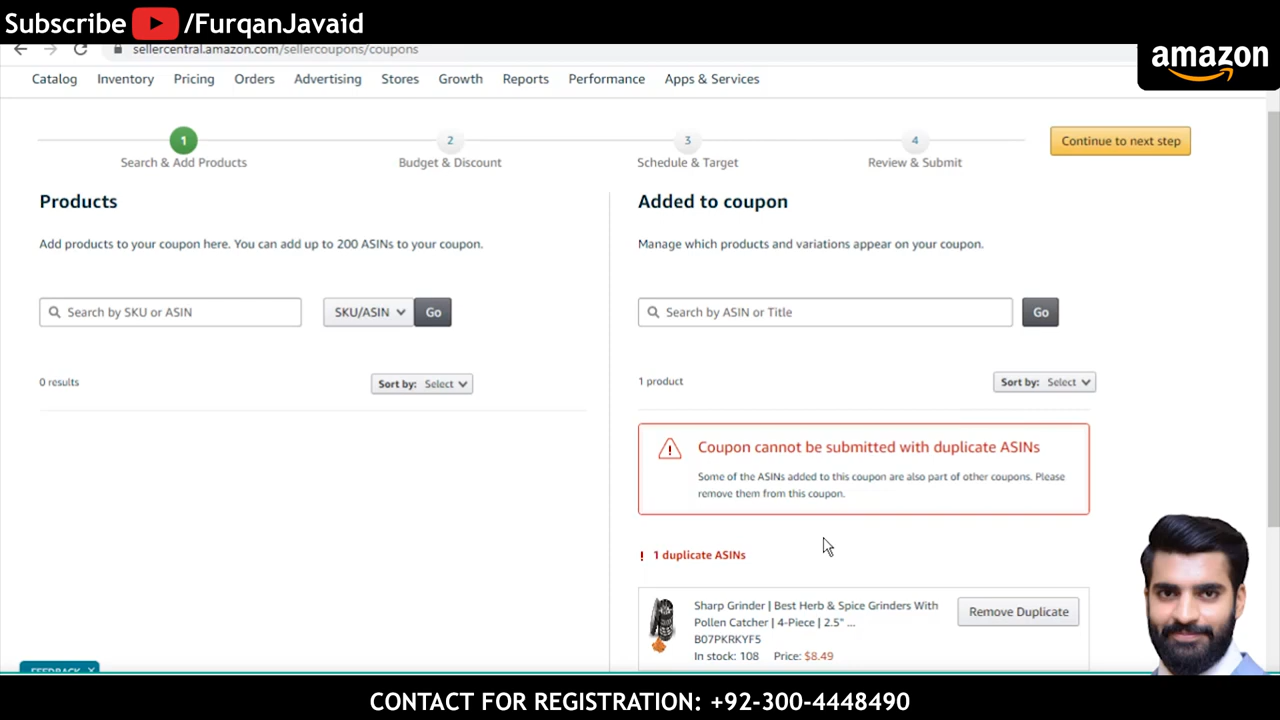 Subscribe /FurqanJavaid
sellercentral.amazon.com/sellercoupons/coupons
amazon
Catalog Inventory Pricing Orders Advertising Stores Growth Reports Performance Apps & Services
1 2 3 4 Continue to next step
Search & Add Products Budget & Discount Schedule & Target Review & Submit
Products
Add products to your coupon here. You can add up to 200 ASINs to your coupon.
Search by SKU or ASIN SKU/ASIN Go
0 results Sort by: Select
Added to coupon
Manage which products and variations appear on your coupon.
Search by ASIN or Title Go
1 product Sort by: Select
Coupon cannot be submitted with duplicate ASINs
Some of the ASINs added to this coupon are also part of other coupons. Please
remove them from this coupon.
! 1 duplicate ASINs
Sharp Grinder | Best Herb & Spice Grinders With
Pollen Catcher | 4-Piece | 2.5" ...
B07PKRKYF5
In stock: 108 Price: $8.49
Remove Duplicate
FEEDBACK X
CONTACT FOR REGISTRATION: +92-300-4448490